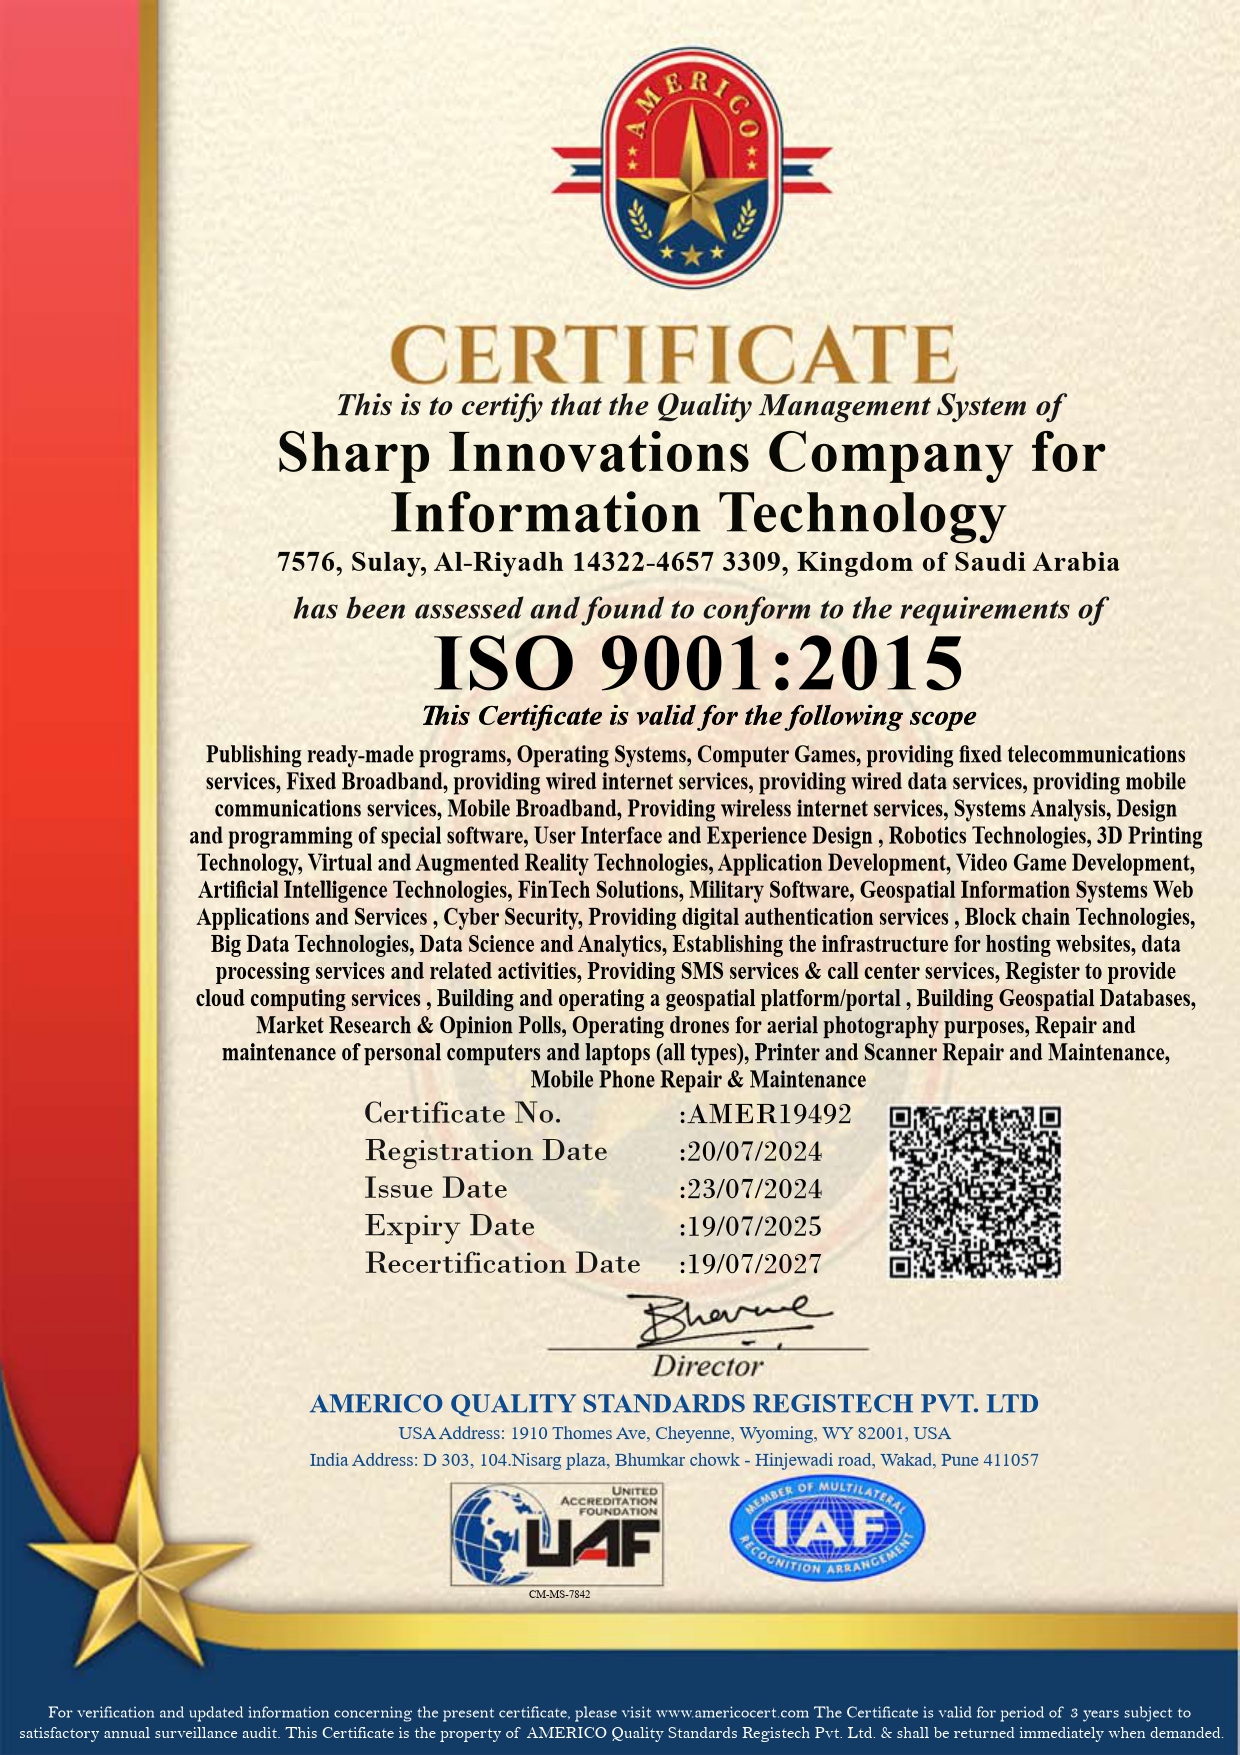 AMERICO
CERTIFICATE
This is to certify that the Quality Management System of
Sharp Innovations Company for
Information Technology
7576, Sulay, Al-Riyadh 14322-4657 3309, Kingdom of Saudi Arabia
has been assessed and found to conform to the requirements of
ISO 9001:2015
This Certificate is valid for the following scope
Publishing ready-made programs, Operating Systems, Computer Games, providing fixed telecommunications
services, Fixed Broadband, providing wired internet services, providing wired data services, providing mobile
communications services, Mobile Broadband, Providing wireless internet services, Systems Analysis, Design
and programming of special software, User Interface and Experience Design , Robotics Technologies, 3D Printing
Technology, Virtual and Augmented Reality Technologies, Application Development, Video Game Development,
Artificial Intelligence Technologies, FinTech Solutions, Military Software, Geospatial Information Systems Web
Applications and Services , Cyber Security, Providing digital authentication services , Block chain Technologies,
Big Data Technologies, Data Science and Analytics, Establishing the infrastructure for hosting websites, data
processing services and related activities, Providing SMS services & call center services, Register to provide
cloud computing services , Building and operating a geospatial platform/portal , Building Geospatial Databases,
Market Research & Opinion Polls, Operating drones for aerial photography purposes, Repair and
maintenance of personal computers and laptops (all types), Printer and Scanner Repair and Maintenance,
Mobile Phone Repair & Maintenance
Certificate No. :AMER19492
Registration Date :20/07/2024
Issue Date :23/07/2024
Expiry Date :19/07/2025
Recertification Date :19/07/2027
Director
AMERICO QUALITY STANDARDS REGISTECH PVT. LTD
USA Address: 1910 Thomes Ave, Cheyenne, Wyoming, WY 82001, USA
India Address: D 303, 104.Nisarg plaza, Bhumkar chowk - Hinjewadi road, Wakad, Pune 411057
UNITED
ACCREDITATION
FOUNDATION
UAF
CM-MS-7842
MEMBER OF MULTILATERAL
IAF
RECOGNITION ARRANGEMENT
For verification and updated information concerning the present certificate, please visit www.americocert.com The Certificate is valid for period of 3 years subject to
satisfactory annual surveillance audit. This Certificate is the property of AMERICO Quality Standards Registech Pvt. Ltd. & shall be returned immediately when demanded.